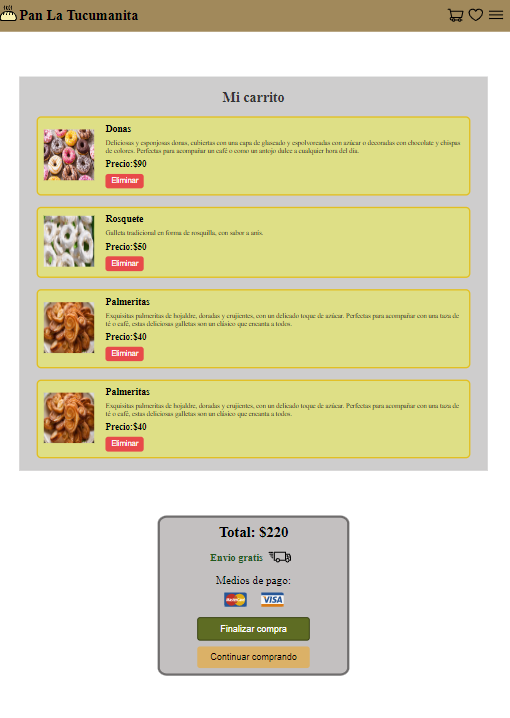 Pan La Tucumanita
Mi carrito
Donas
Deliciosas y esponjosas donas, cubiertas con una capa de glaseado y espolvoreadas con azúcar o decoradas con chocolate y chispas
de colores. Perfectas para acompañar un café o como un antojo dulce a cualquier hora del día.
Precio:$90
Eliminar
Rosquete
Galleta tradicional en forma de rosquilla, con sabor a anis.
Precio:$50
Eliminar
Palmeritas
Exquisitas palmeritas de hojaldre, doradas y crujientes, con un delicado toque de azúcar. Perfectas para acompañar con una taza de
té o café, estas deliciosas galletas son un clásico que encanta a todos.
Precio:$40
Eliminar
Palmeritas
Exquisitas palmeritas de hojaldre, doradas y crujientes, con un delicado toque de azúcar. Perfectas para acompañar con una taza de
té o café, estas deliciosas galletas son un clásico que encanta a todos.
Precio:$40
Eliminar
Total: $220
Envio gratis
Medios de pago:
MasterCard VISA
Finalizar compra
Continuar comprando